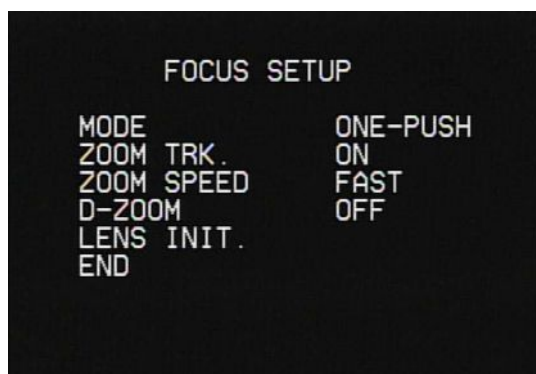 FOCUS SETUP
MODE ONE-PUSH
ZOOM TRK. ON
ZOOM SPEED FAST
D-ZOOM OFF
LENS INIT.
END